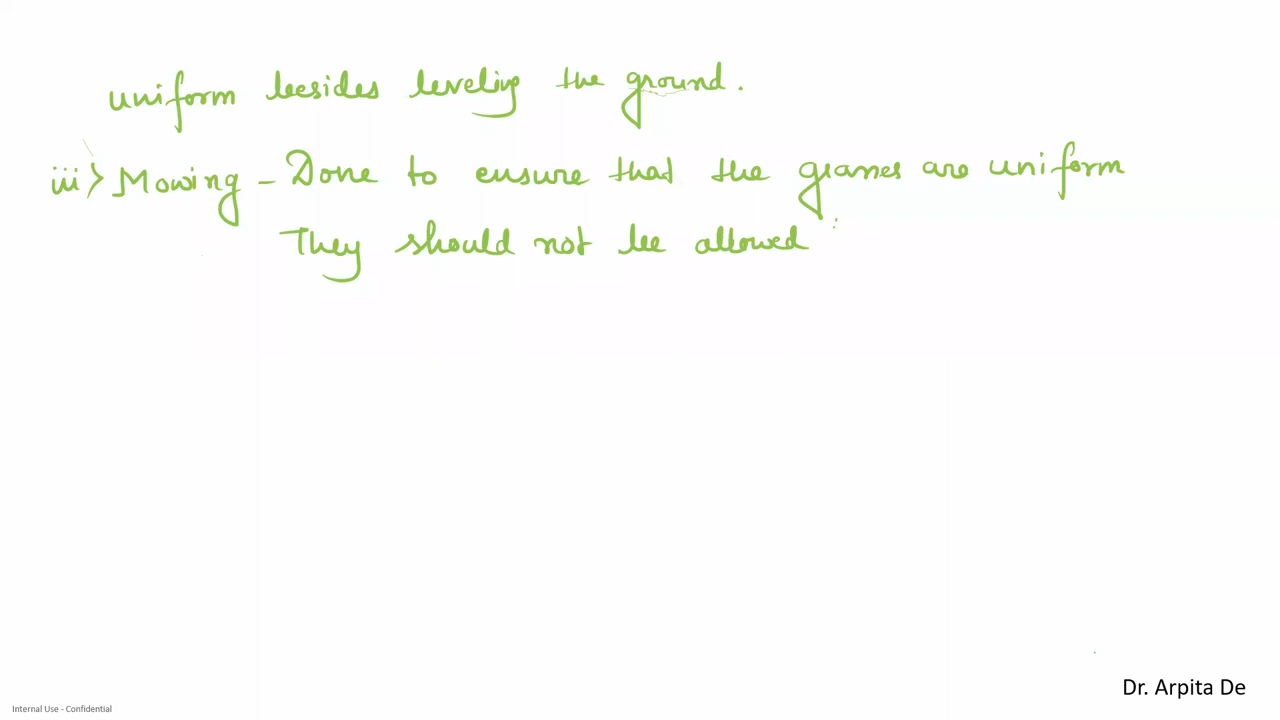 uniform besides leveling the ground.
iii> Mowing - Done to ensure that the grasses are uniform
They should not be allowed
Dr. Arpita De
Internal Use - Confidential